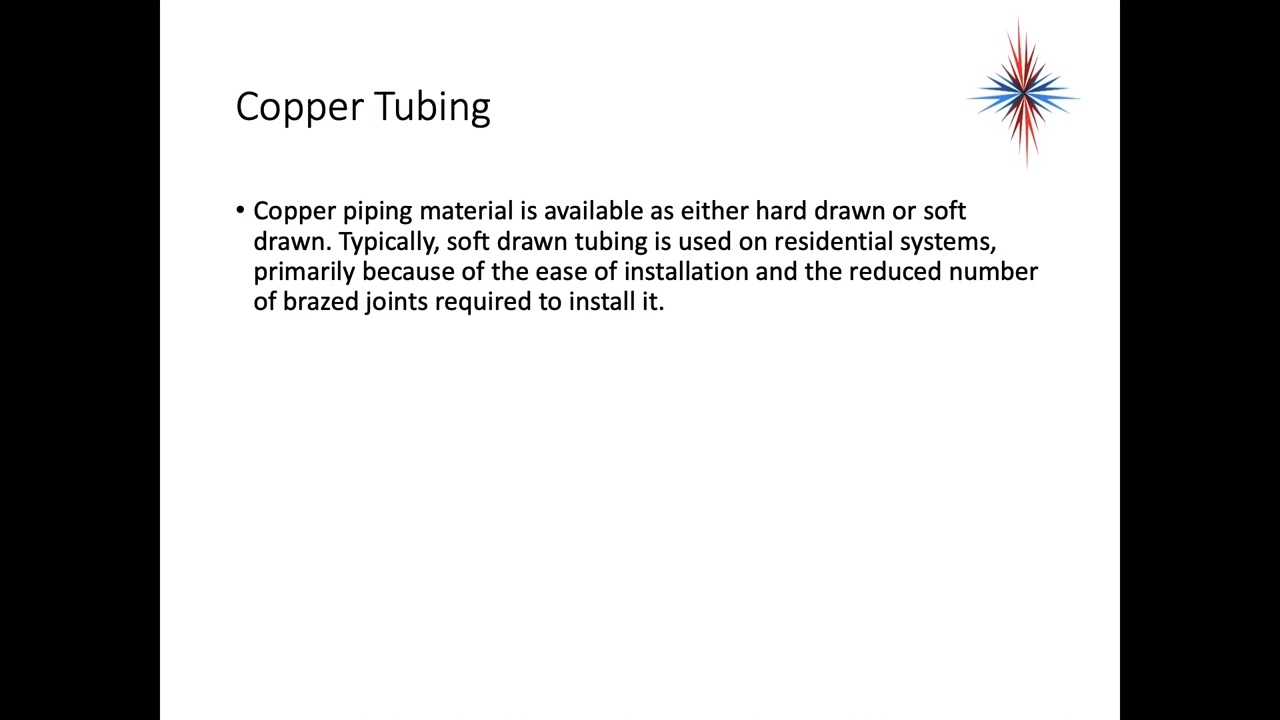 Copper Tubing
• Copper piping material is available as either hard drawn or soft
drawn. Typically, soft drawn tubing is used on residential systems,
primarily because of the ease of installation and the reduced number
of brazed joints required to install it.